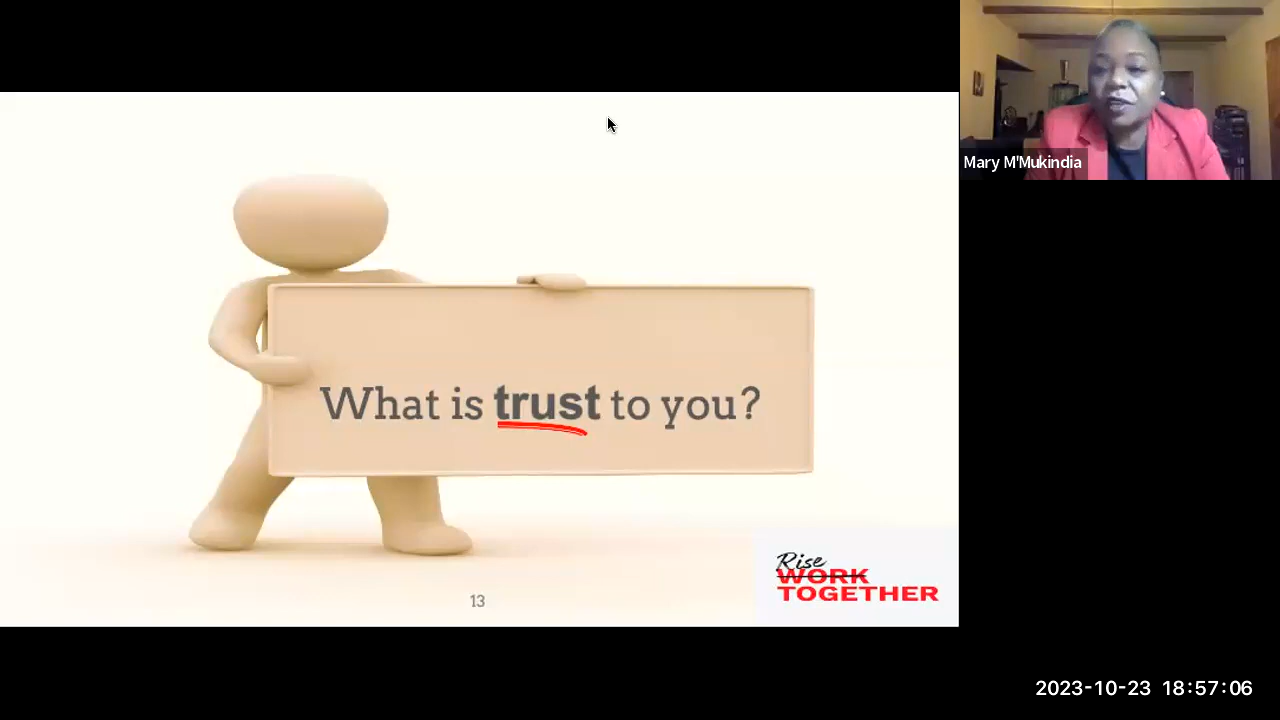 Mary M'Mukindia
What is trust to you?
Rise
WORK
TOGETHER
13
2023-10-23 18:57:06